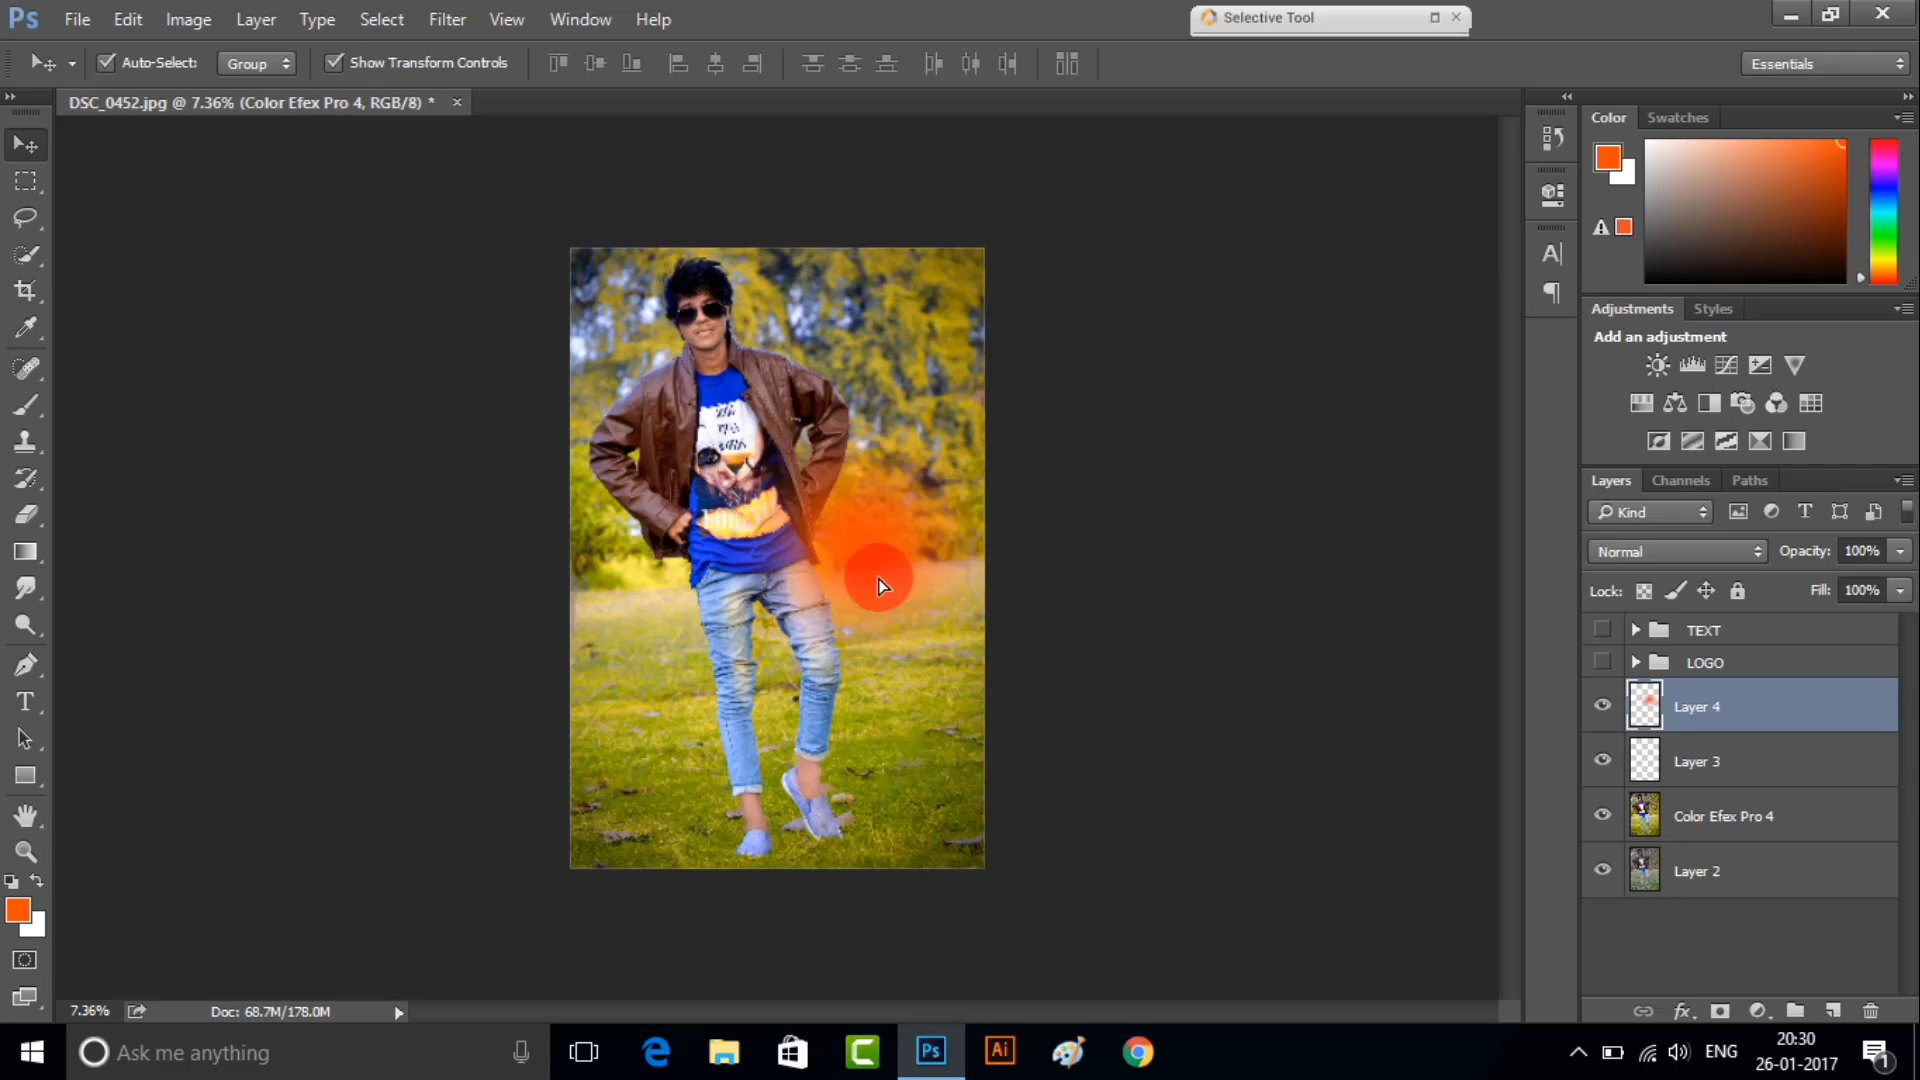 Ps File Edit Image Layer Type Select Filter View Window Help
Selective Tool
Auto-Select: Group Show Transform Controls
Essentials
DSC_0452.jpg @ 7.36% (Color Efex Pro 4, RGB/8) *
Color Swatches
Adjustments Styles
Add an adjustment
Layers Channels Paths
Kind
Normal Opacity: 100%
Lock: Fill: 100%
TEXT
LOGO
Layer 4
Layer 3
Color Efex Pro 4
Layer 2
7.36% Doc: 68.7M/178.0M
Ask me anything
Ps Ai
ENG
20:30
26-01-2017
1